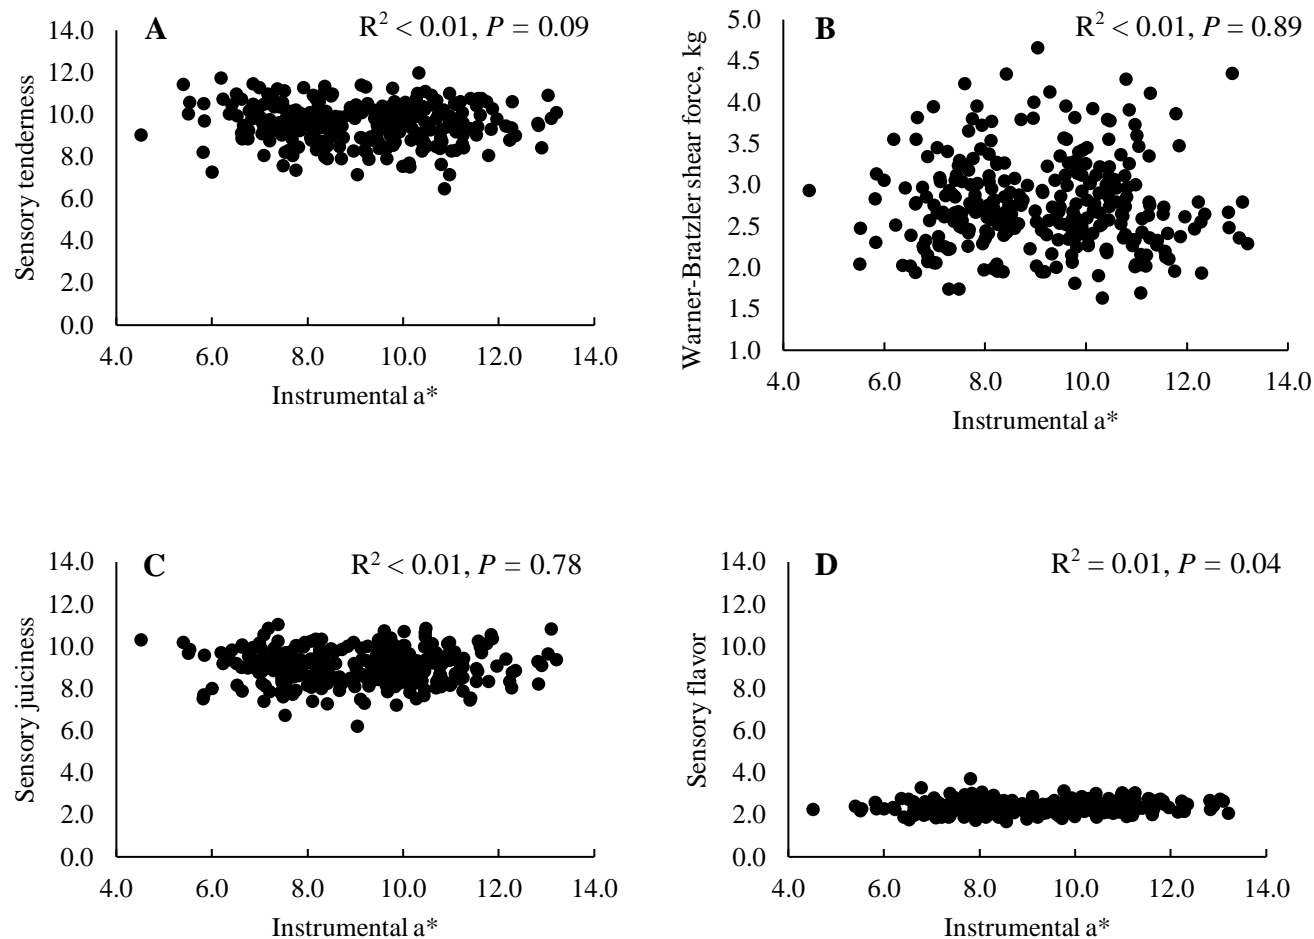 A
R² < 0.01, P = 0.09
Sensory tenderness
14.0
12.0
10.0
8.0
6.0
4.0
2.0
0.0
4.0 6.0 8.0 10.0 12.0 14.0
Instrumental a*
B
R² < 0.01, P = 0.89
Warner-Bratzler shear force, kg
5.0
4.5
4.0
3.5
3.0
2.5
2.0
1.5
1.0
4.0 6.0 8.0 10.0 12.0 14.0
Instrumental a*
C
R² < 0.01, P = 0.78
Sensory juiciness
14.0
12.0
10.0
8.0
6.0
4.0
2.0
0.0
4.0 6.0 8.0 10.0 12.0 14.0
Instrumental a*
D
R² = 0.01, P = 0.04
Sensory flavor
14.0
12.0
10.0
8.0
6.0
4.0
2.0
0.0
4.0 6.0 8.0 10.0 12.0 14.0
Instrumental a*